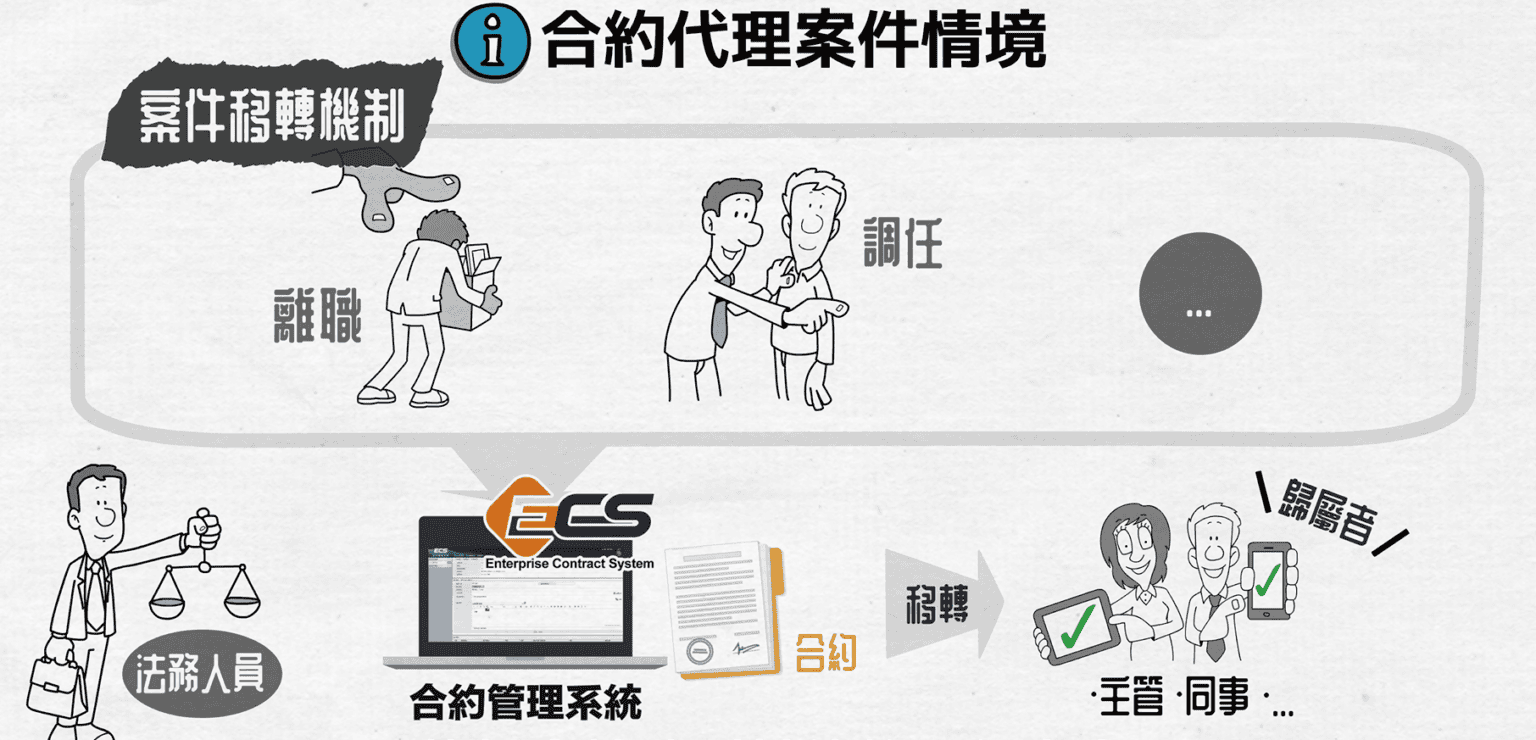 i 合約代理案件情境
案件移轉機制
離職
調任
...
ECS
Enterprise Contract System
ECS
合約
移轉
歸屬者
法務人員
合約管理系統
·主管 ·同事 ·...